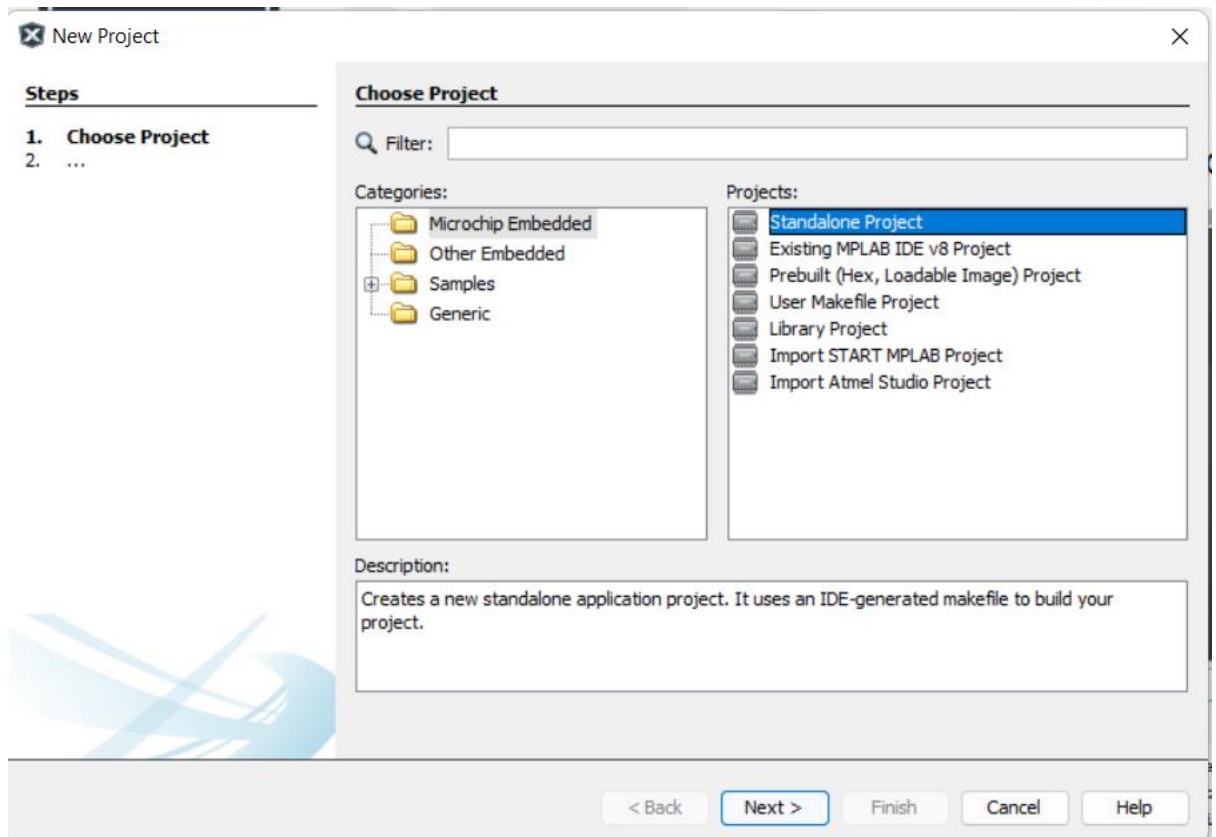 New Project
Steps
1. Choose Project
2. ...
Choose Project
Filter:
Categories:
Microchip Embedded
Other Embedded
Samples
Generic
Projects:
Standalone Project
Existing MPLAB IDE v8 Project
Prebuilt (Hex, Loadable Image) Project
User Makefile Project
Library Project
Import START MPLAB Project
Import Atmel Studio Project
Description:
Creates a new standalone application project. It uses an IDE-generated makefile to build your
project.
< Back
Next >
Finish
Cancel
Help